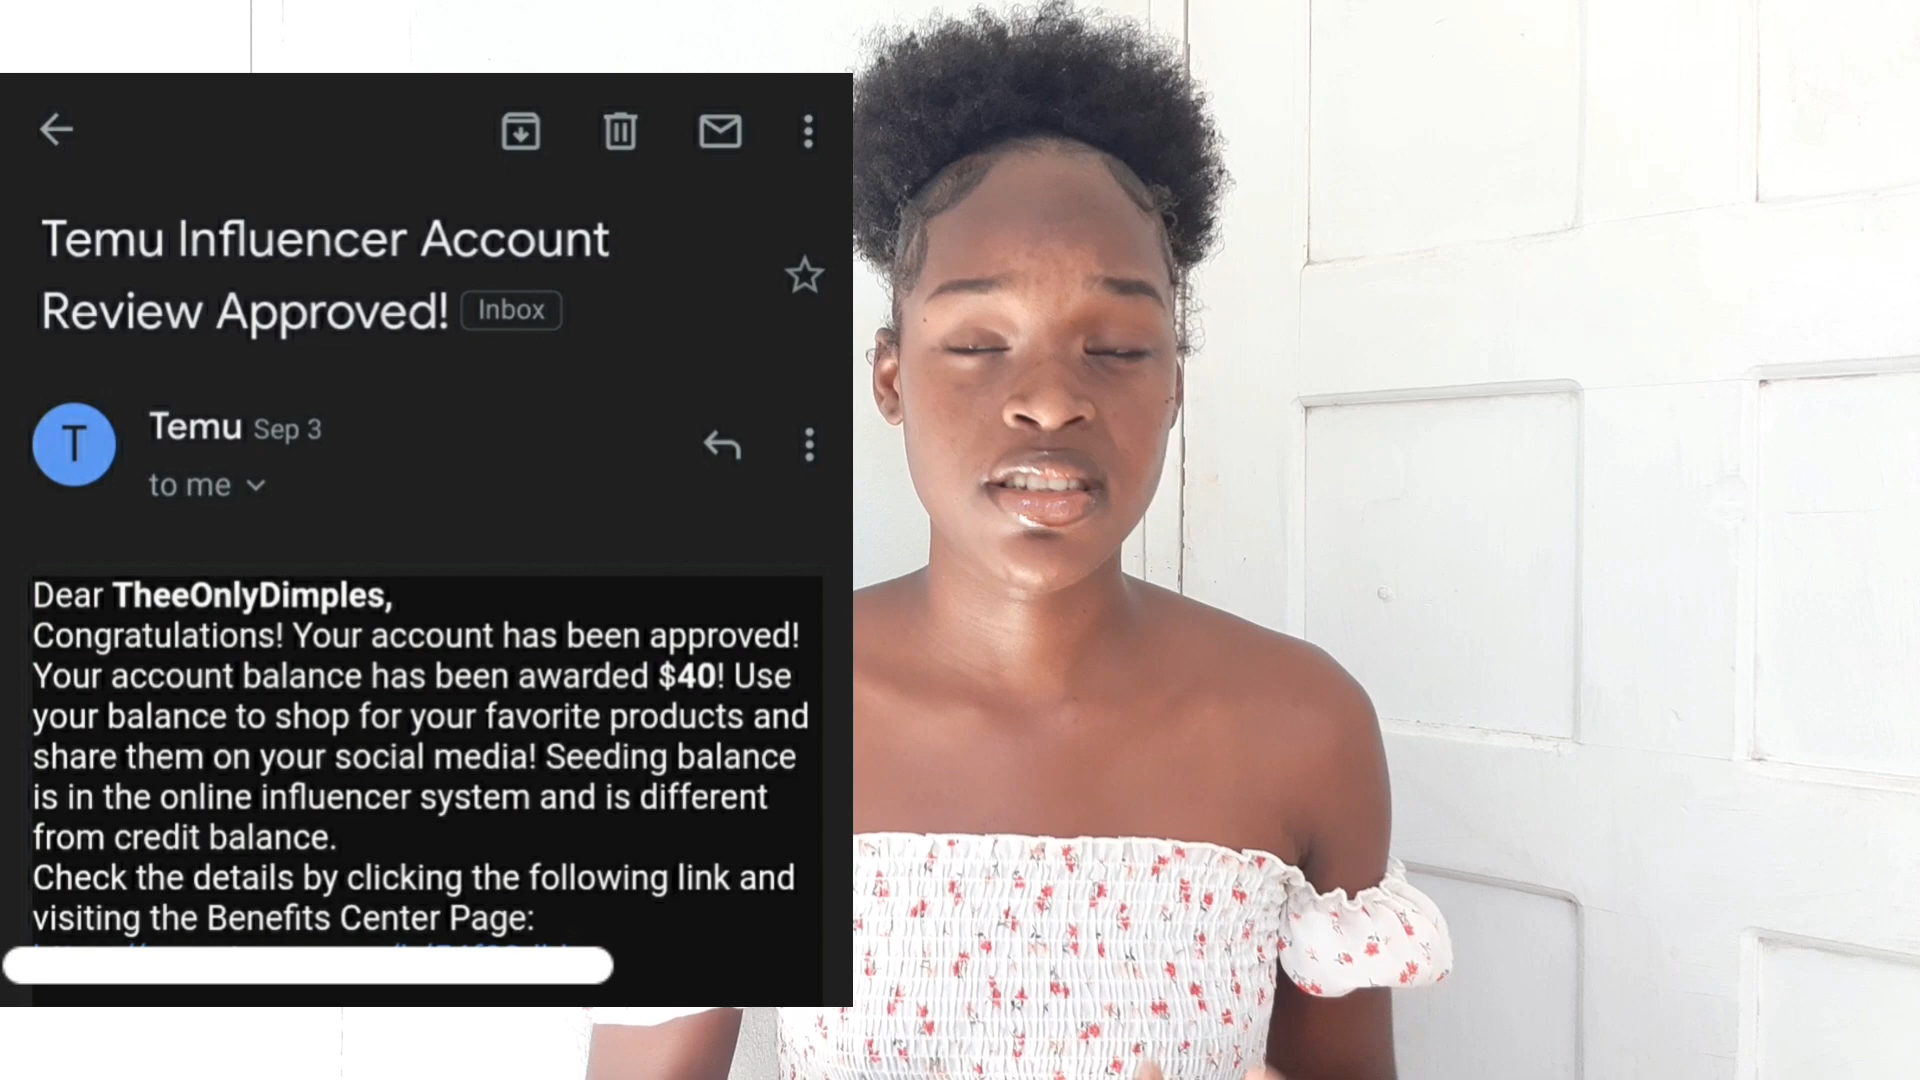 Temu Influencer Account
Review Approved! Inbox
Temu Sep 3
T
to me
Dear TheeOnlyDimples,
Congratulations! Your account has been approved!
Your account balance has been awarded $40! Use
your balance to shop for your favorite products and
share them on your social media! Seeding balance
is in the online influencer system and is different
from credit balance.
Check the details by clicking the following link and
visiting the Benefits Center Page: